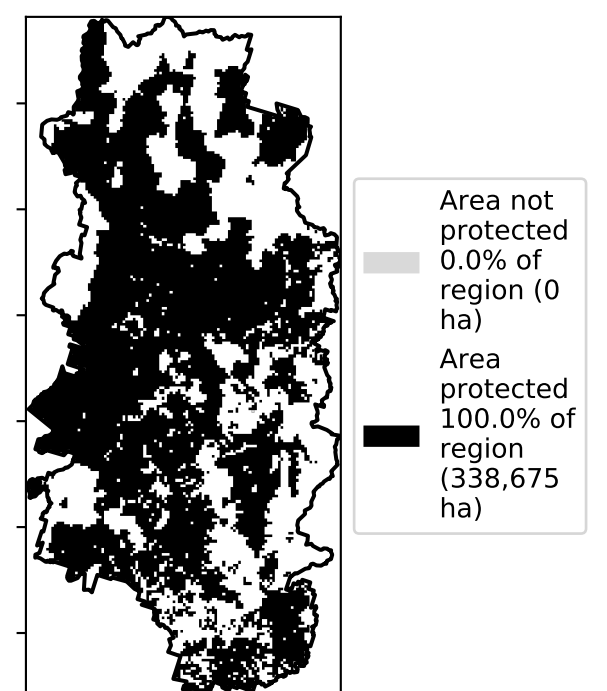 Area not
protected
0.0% of
region (0
ha)
Area
protected
100.0% of
region
(338,675
ha)